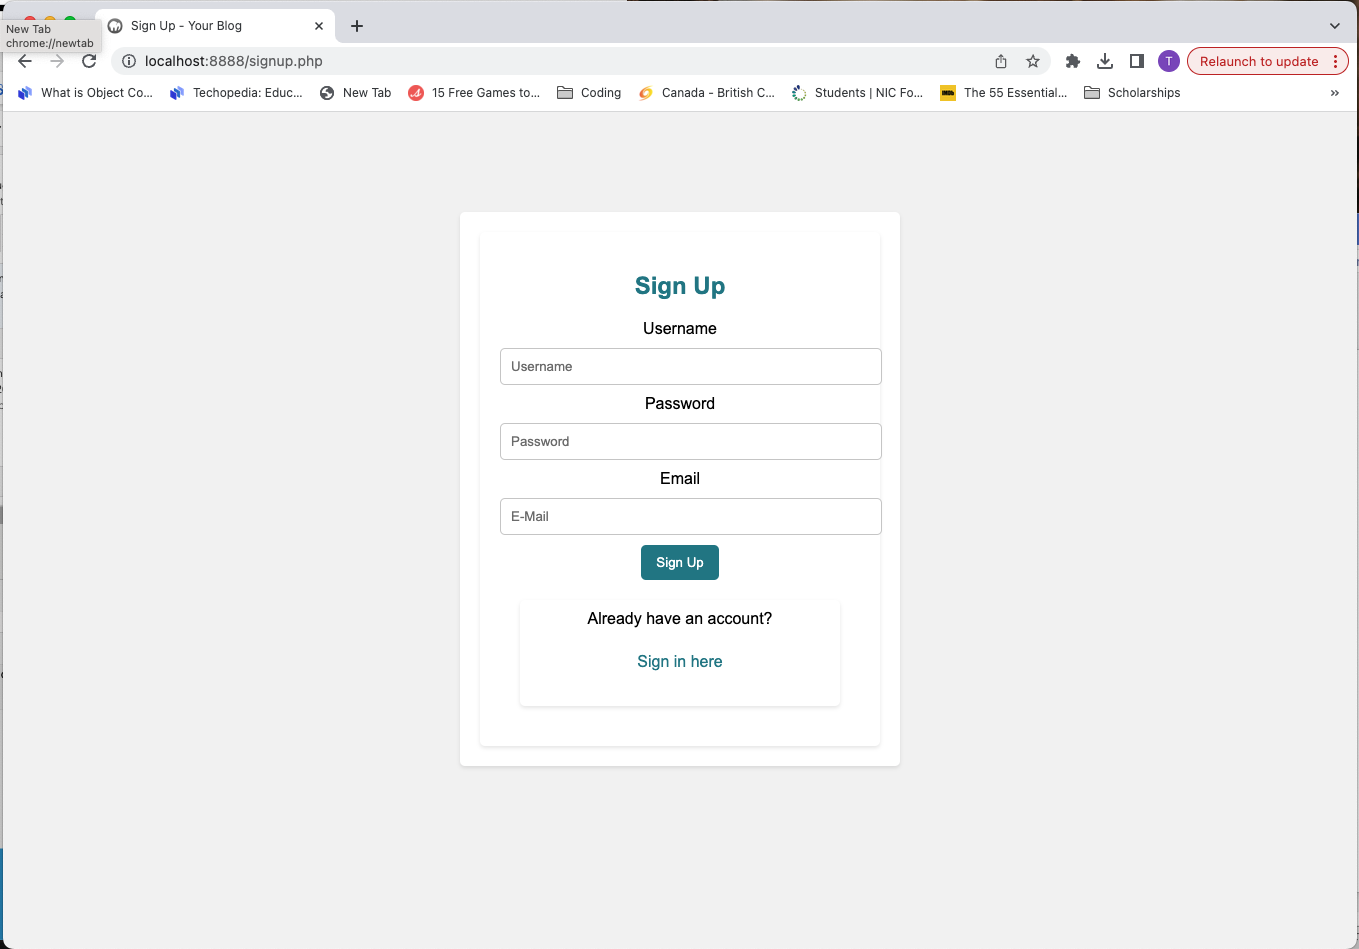 Sign Up - Your Blog
New Tab
chrome://newtab
localhost:8888/signup.php
T
Relaunch to update
What is Object Co...
Techopedia: Educ...
New Tab
15 Free Games to...
Coding
Canada - British C...
Students | NIC Fo...
IMDb
The 55 Essential...
Scholarships
»
Sign Up
Username
Username
Password
Password
Email
E-Mail
Sign Up
Already have an account?
Sign in here